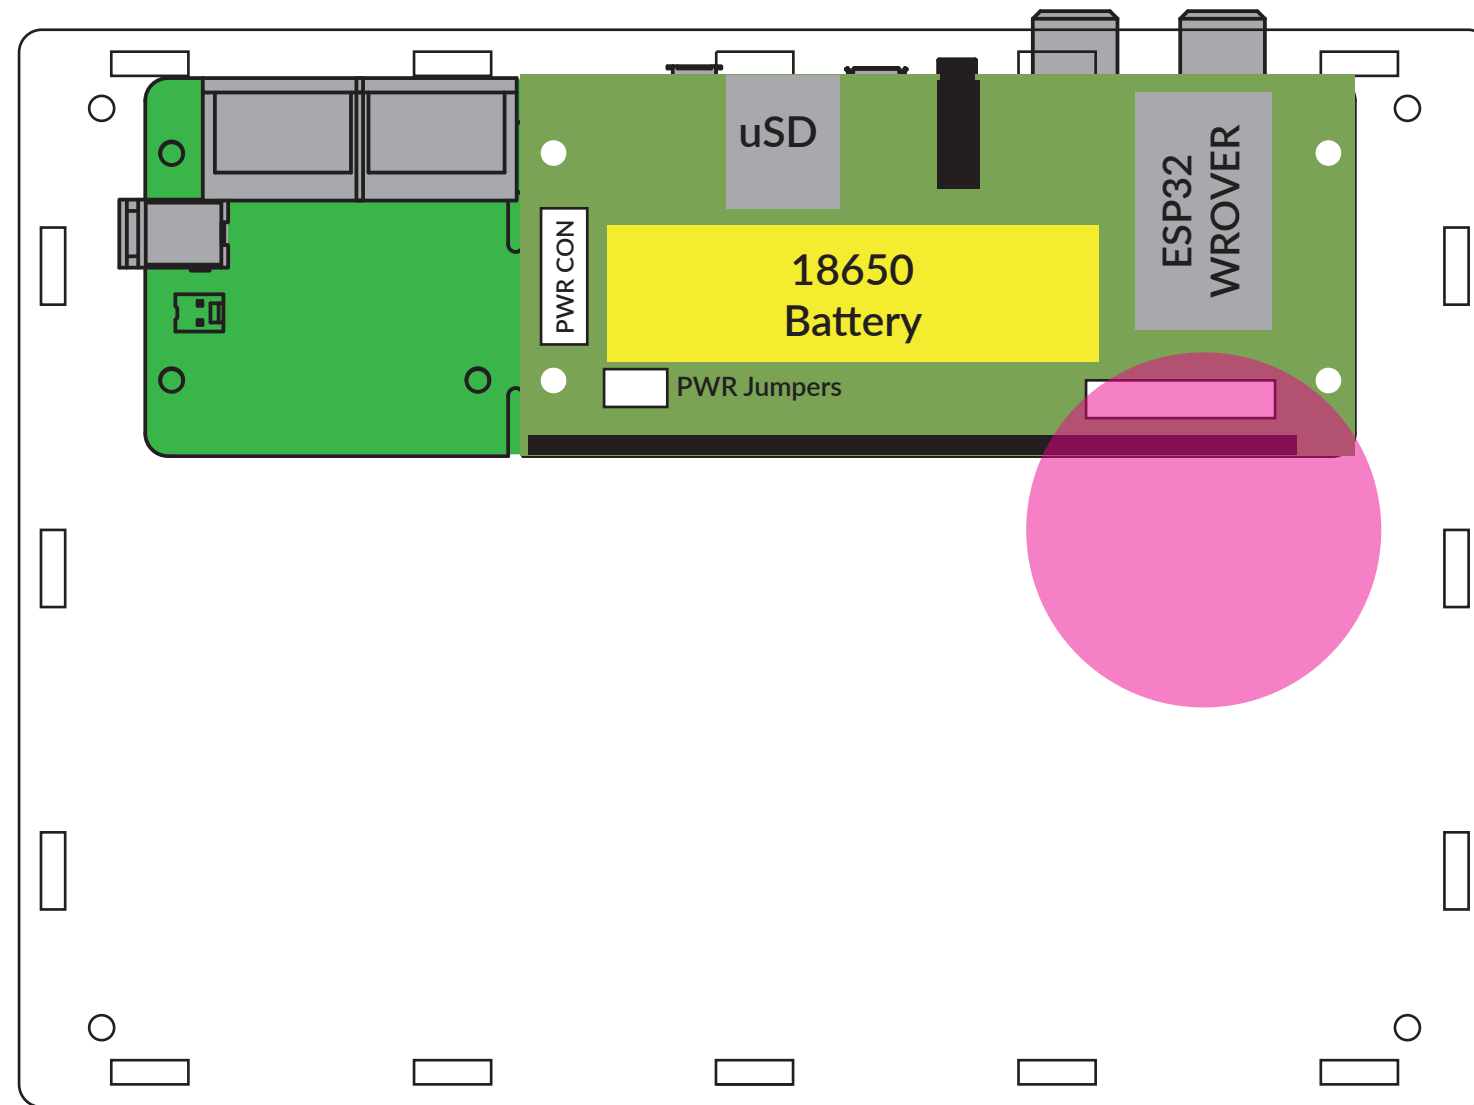 uSD
ESP32
WROVER
PWR CON
18650
Battery
PWR Jumpers